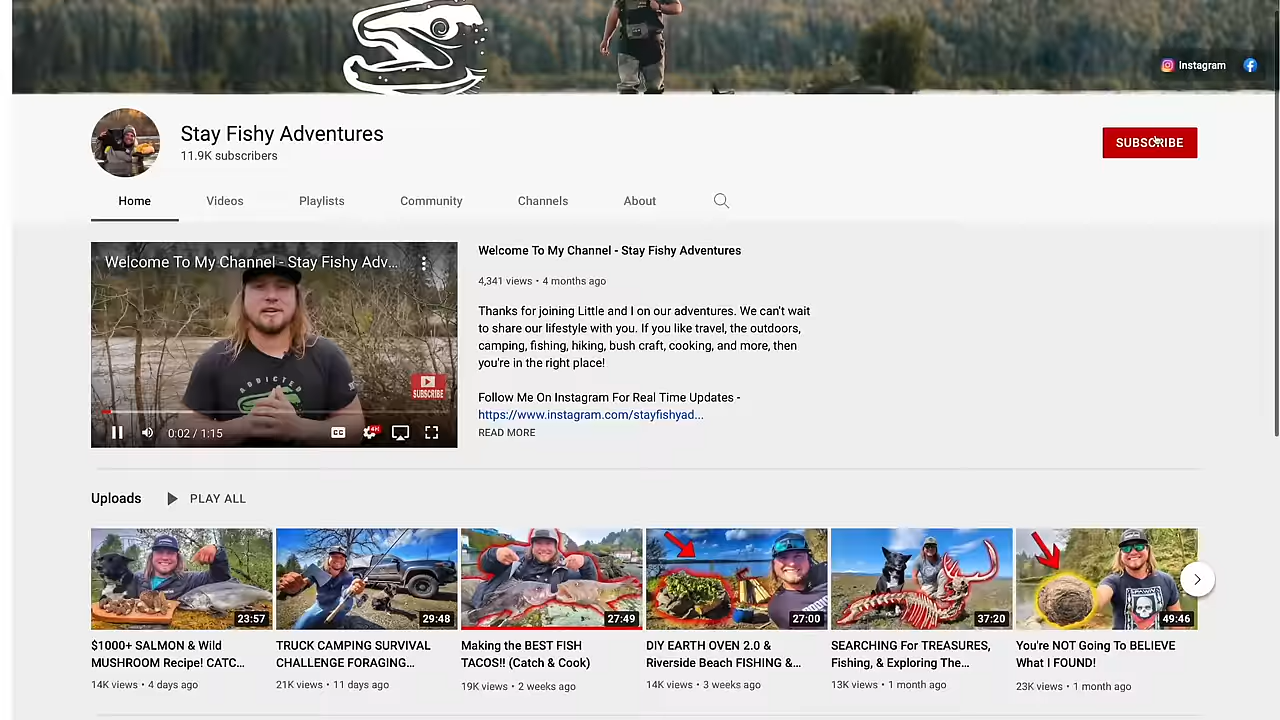 Instagram
Stay Fishy Adventures
11.9K subscribers
SUBSCRIBE
Home Videos Playlists Community Channels About
Welcome To My Channel - Stay Fishy Adv...
ADDICTED
SUBSCRIBE
0:02 / 1:15
CC
Welcome To My Channel - Stay Fishy Adventures
4,341 views • 4 months ago
Thanks for joining Little and I on our adventures. We can't wait
to share our lifestyle with you. If you like travel, the outdoors,
camping, fishing, hiking, bush craft, cooking, and more, then
you're in the right place!
Follow Me On Instagram For Real Time Updates -
https://www.instagram.com/stayfishyad...
READ MORE
Uploads PLAY ALL
23:57
29:48
27:49
27:00
37:20
49:46
$1000+ SALMON & Wild
MUSHROOM Recipe! CATC...
14K views • 4 days ago
TRUCK CAMPING SURVIVAL
CHALLENGE FORAGING...
21K views • 11 days ago
Making the BEST FISH
TACOS!! (Catch & Cook)
19K views • 2 weeks ago
DIY EARTH OVEN 2.0 &
Riverside Beach FISHING &...
14K views • 3 weeks ago
SEARCHING For TREASURES,
Fishing, & Exploring The...
13K views • 1 month ago
You're NOT Going To BELIEVE
What I FOUND!
23K views • 1 month ago